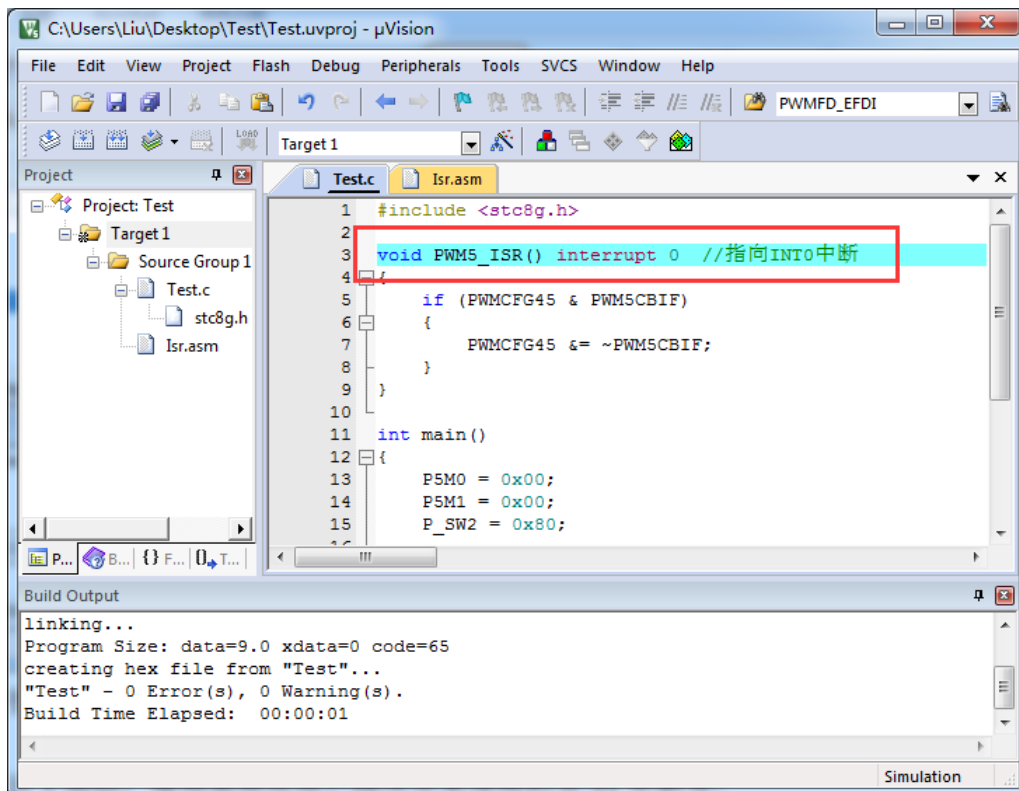 C:\Users\Liu\Desktop\Test\Test.uvproj - µVision
File Edit View Project Flash Debug Peripherals Tools SVCS Window Help
PWMFD_EFDI
LOAD Target 1
Project
Test.c Isr.asm
Project: Test
Target 1
Source Group 1
Test.c
stc8g.h
Isr.asm
P... B... {} F... 0 T...
1 #include <stc8g.h>
2
3 void PWM5_ISR() interrupt 0 //指向INT0中断
4 {
5 if (PWMCFG45 & PWM5CBIF)
6 {
7 PWMCFG45 &= ~PWM5CBIF;
8 }
9 }
10
11 int main()
12 {
13 P5M0 = 0x00;
14 P5M1 = 0x00;
15 P_SW2 = 0x80;
Build Output
linking...
Program Size: data=9.0 xdata=0 code=65
creating hex file from "Test"...
"Test" - 0 Error(s), 0 Warning(s).
Build Time Elapsed: 00:00:01
Simulation